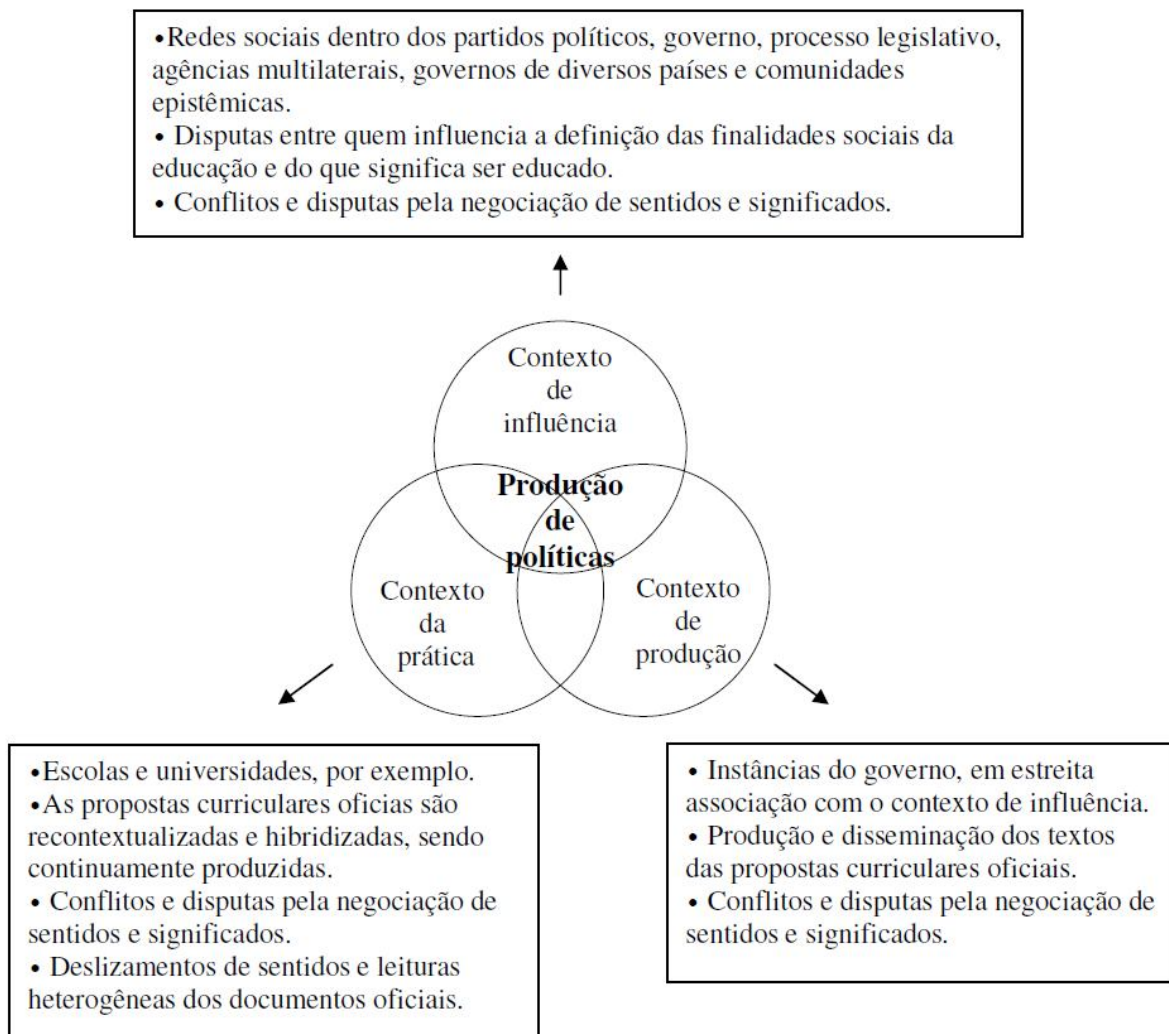 •Redes sociais dentro dos partidos políticos, governo, processo legislativo,
agências multilaterais, governos de diversos países e comunidades
epistêmicas.
• Disputas entre quem influencia a definição das finalidades sociais da
educação e do que significa ser educado.
• Conflitos e disputas pela negociação de sentidos e significados.
Contexto
de
influência
Produção
de
políticas
Contexto
da
prática
Contexto
de
produção
•Escolas e universidades, por exemplo.
•As propostas curriculares oficias são
recontextualizadas e hibridizadas, sendo
continuamente produzidas.
• Conflitos e disputas pela negociação de
sentidos e significados.
• Deslizamentos de sentidos e leituras
heterogêneas dos documentos oficiais.
• Instâncias do governo, em estreita
associação com o contexto de influência.
• Produção e disseminação dos textos
das propostas curriculares oficiais.
• Conflitos e disputas pela negociação de
sentidos e significados.